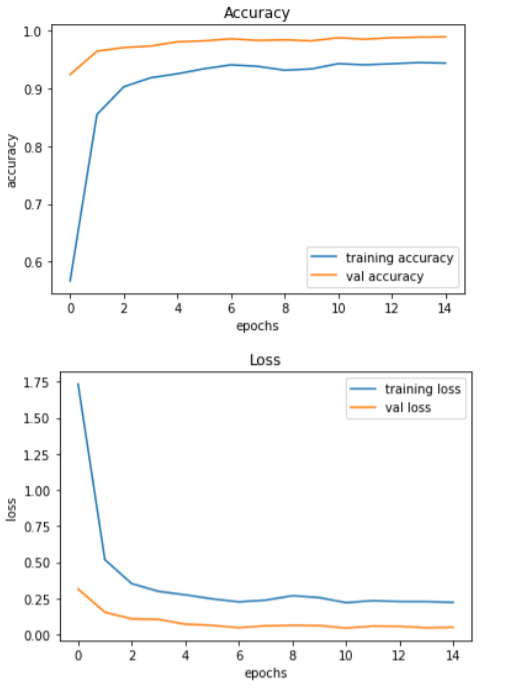 Accuracy
1.0
0.9
0.8
0.7
0.6
accuracy
training accuracy
val accuracy
0 2 4 6 8 10 12 14
epochs
Loss
1.75
1.50
1.25
1.00
0.75
0.50
0.25
0.00
loss
training loss
val loss
0 2 4 6 8 10 12 14
epochs